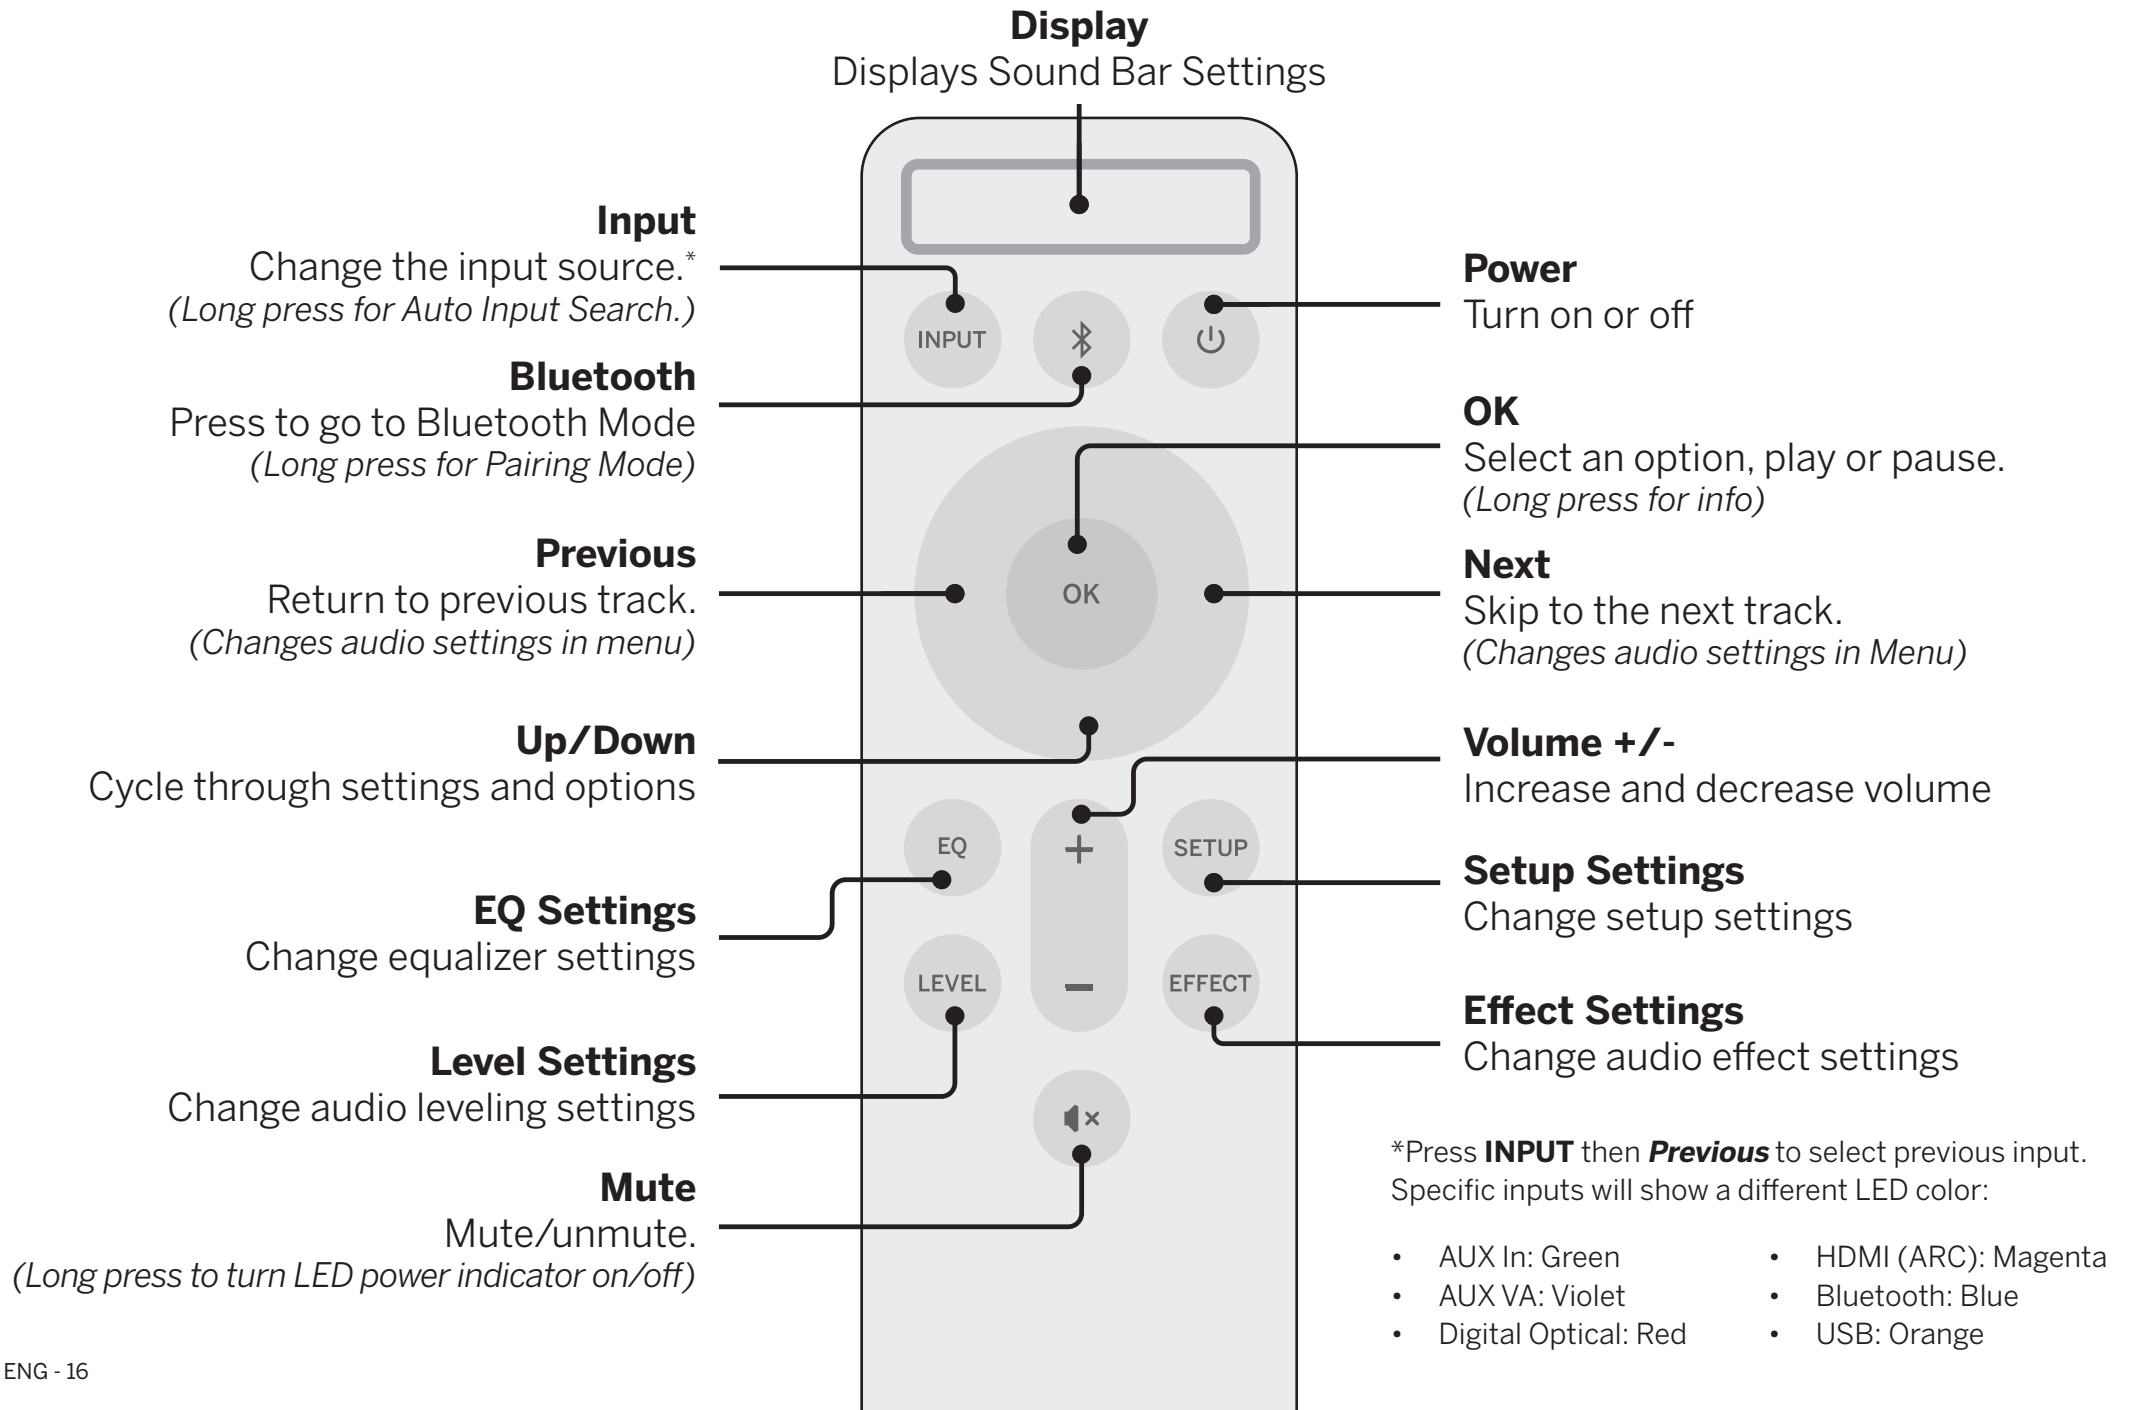 Display
Displays Sound Bar Settings
Input
Change the input source.*
(Long press for Auto Input Search.)
Bluetooth
Press to go to Bluetooth Mode
(Long press for Pairing Mode)
Previous
Return to previous track.
(Changes audio settings in menu)
Up/Down
Cycle through settings and options
EQ Settings
Change equalizer settings
Level Settings
Change audio leveling settings
Mute
Mute/unmute.
(Long press to turn LED power indicator on/off)
INPUT
OK
EQ
+
SETUP
LEVEL
-
EFFECT
Power
Turn on or off
OK
Select an option, play or pause.
(Long press for info)
Next
Skip to the next track.
(Changes audio settings in Menu)
Volume +/-
Increase and decrease volume
Setup Settings
Change setup settings
Effect Settings
Change audio effect settings
*Press INPUT then Previous to select previous input.
Specific inputs will show a different LED color:
• AUX In: Green
• AUX VA: Violet
• Digital Optical: Red
• HDMI (ARC): Magenta
• Bluetooth: Blue
• USB: Orange
ENG - 16